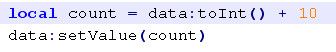 local count = data:toInt() + 10
data:setValue(count)